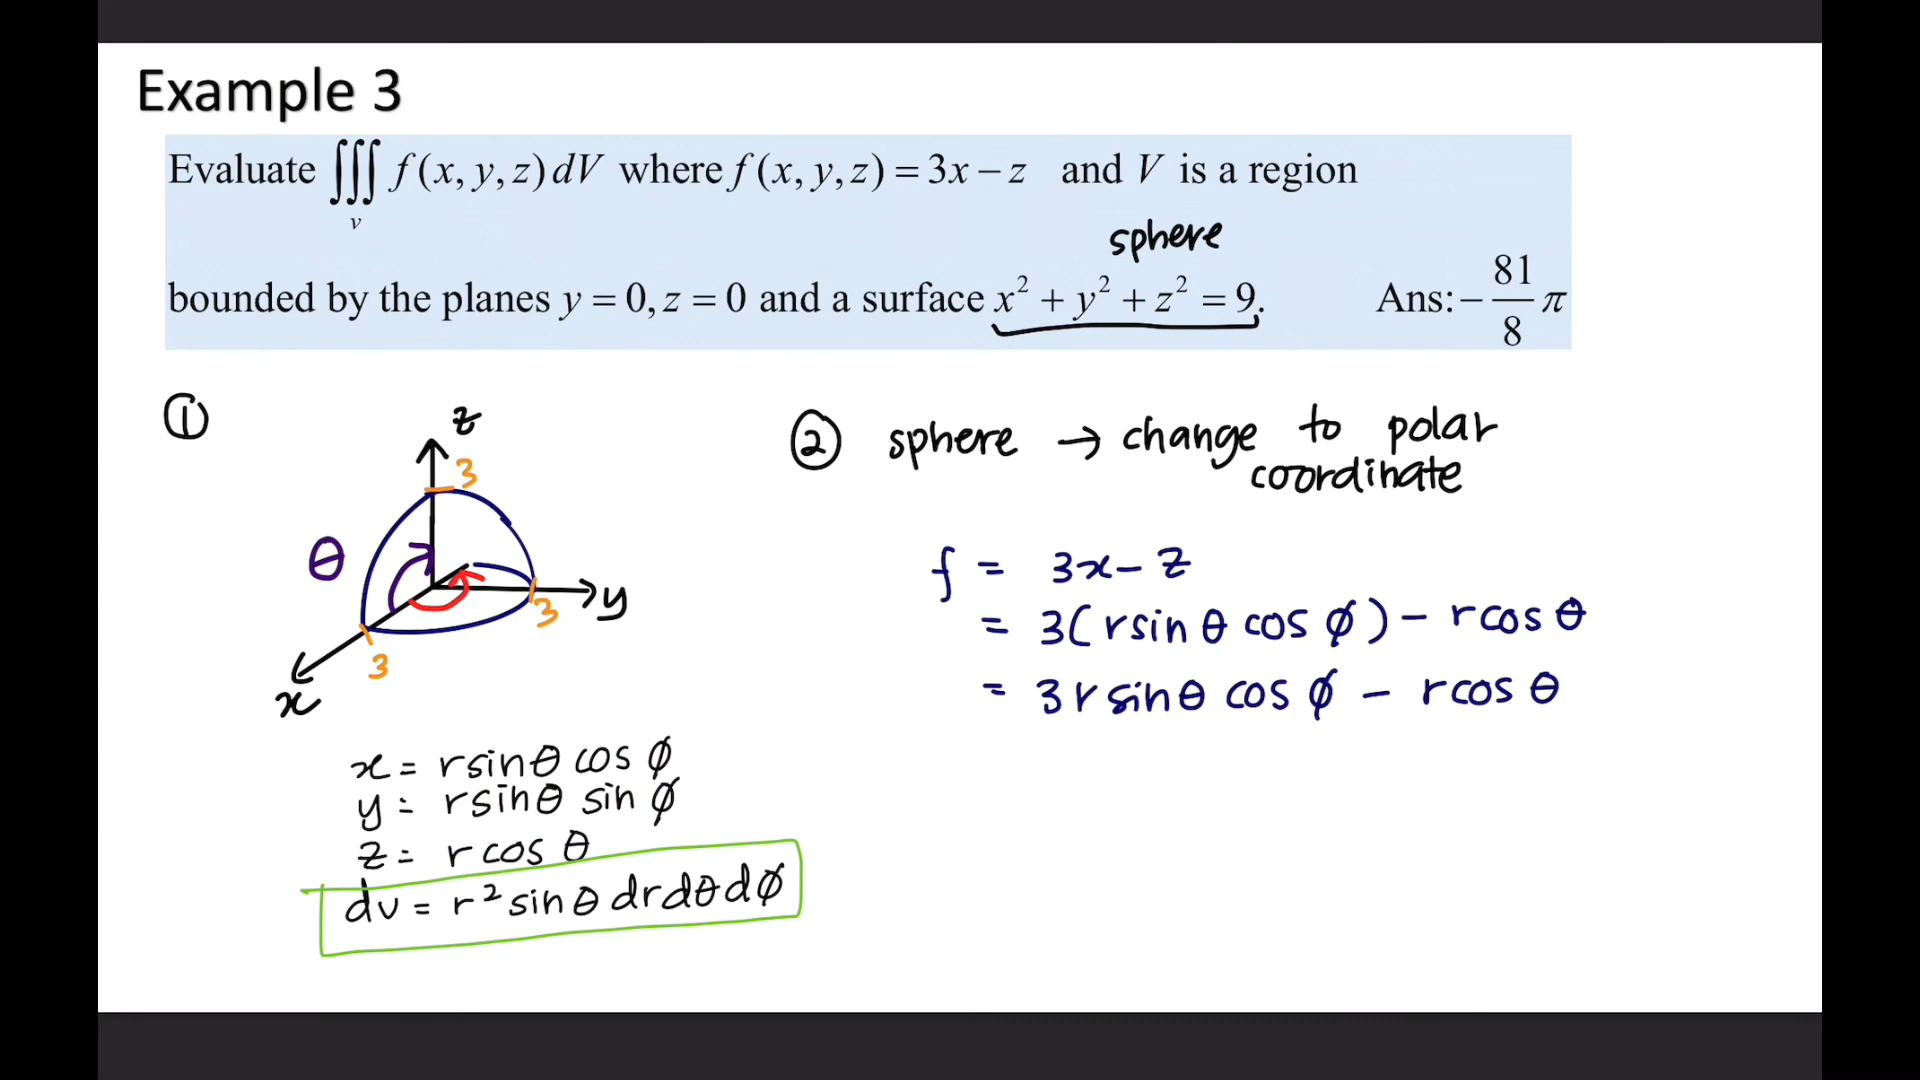 Example 3
Evaluate ∭ f(x, y, z) dV where f(x, y, z) = 3x − z and V is a region
v
sphere
bounded by the planes y = 0, z = 0 and a surface x² + y² + z² = 9. Ans: −81/8 π
①
z
3
θ
y
3
3
x
x = r sin θ cos ϕ
y = r sin θ sin ϕ
z = r cos θ
dv = r² sin θ dr dθ dϕ
② sphere → change to polar
coordinate
f = 3x − z
= 3(r sin θ cos ϕ) − r cos θ
= 3 r sin θ cos ϕ − r cos θ